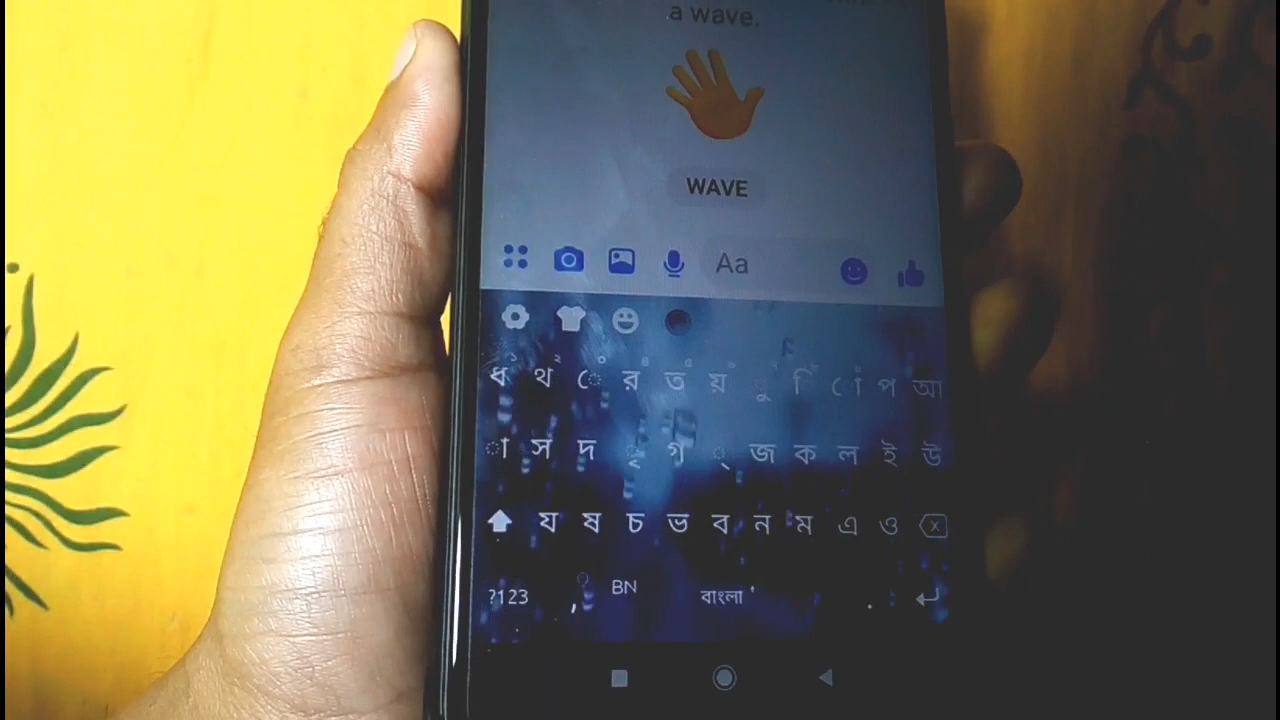 a wave.
WAVE
Aa
ধ থ ে র ত য় ু ি ো প আ
া স দ ৃ গ ্ জ ক ল ই উ
য ষ চ ভ ব ন ম এ ও
?123 , BN বাংলা .